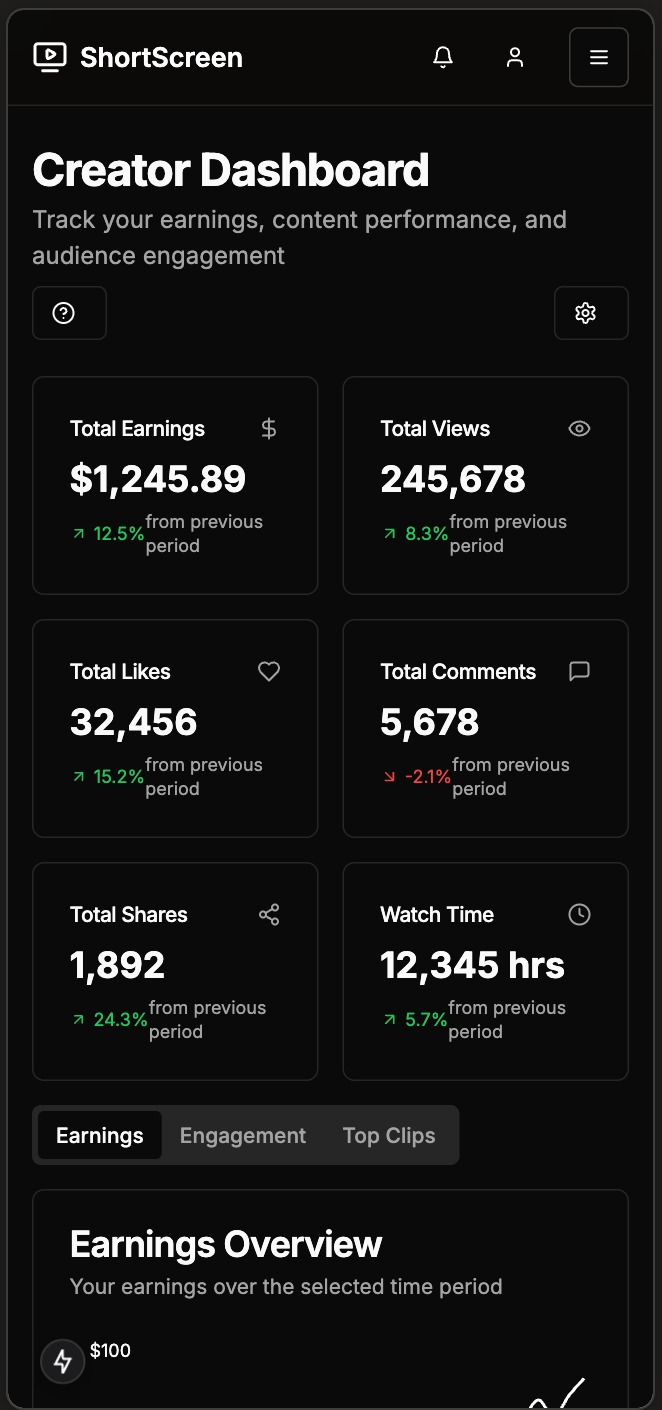 ShortScreen
Creator Dashboard
Track your earnings, content performance, and
audience engagement
Total Earnings
$1,245.89
12.5% from previous
period
Total Views
245,678
8.3% from previous
period
Total Likes
32,456
15.2% from previous
period
Total Comments
5,678
-2.1% from previous
period
Total Shares
1,892
24.3% from previous
period
Watch Time
12,345 hrs
5.7% from previous
period
Earnings Engagement Top Clips
Earnings Overview
Your earnings over the selected time period
$100